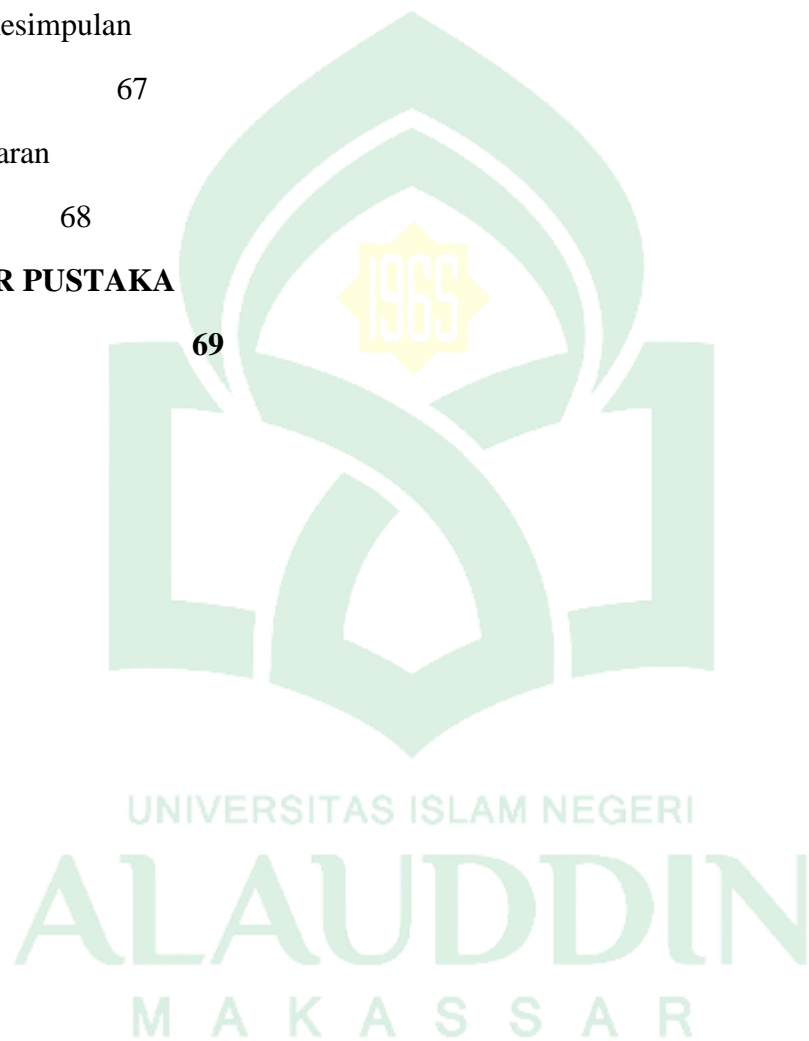 esimpulan
67
aran
68
R PUSTAKA
69
1965
UNIVERSITAS ISLAM NEGERI
ALAUDDIN
MAKASSAR